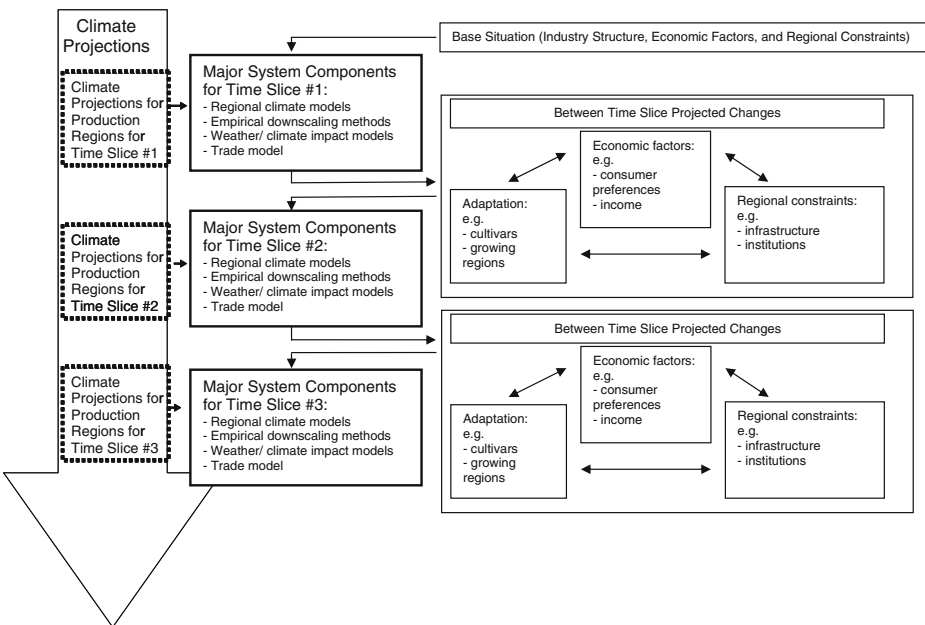 Climate
Projections
Base Situation (Industry Structure, Economic Factors, and Regional Constraints)
Climate
Projections for
Production
Regions for
Time Slice #1
Major System Components
for Time Slice #1:
- Regional climate models
- Empirical downscaling methods
- Weather/ climate impact models
- Trade model
Between Time Slice Projected Changes
Economic factors:
e.g.
- consumer
preferences
- income
Adaptation:
e.g.
- cultivars
- growing
regions
Regional constraints:
e.g.
- infrastructure
- institutions
Climate
Projections for
Production
Regions for
Time Slice #2
Major System Components
for Time Slice #2:
- Regional climate models
- Empirical downscaling methods
- Weather/ climate impact models
- Trade model
Between Time Slice Projected Changes
Economic factors:
e.g.
- consumer
preferences
- income
Adaptation:
e.g.
- cultivars
- growing
regions
Regional constraints:
e.g.
- infrastructure
- institutions
Climate
Projections for
Production
Regions for
Time Slice #3
Major System Components
for Time Slice #3:
- Regional climate models
- Empirical downscaling methods
- Weather/ climate impact models
- Trade model